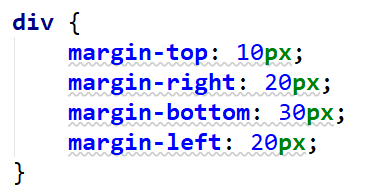 div {
    margin-top: 10px;
    margin-right: 20px;
    margin-bottom: 30px;
    margin-left: 20px;
}